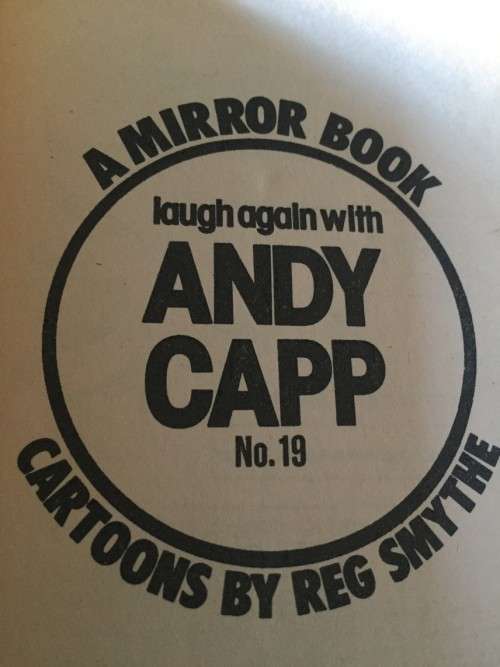 A MIRROR BOOK
laugh again with
ANDY
CAPP
No. 19
CARTOONS BY REG SMYTHE